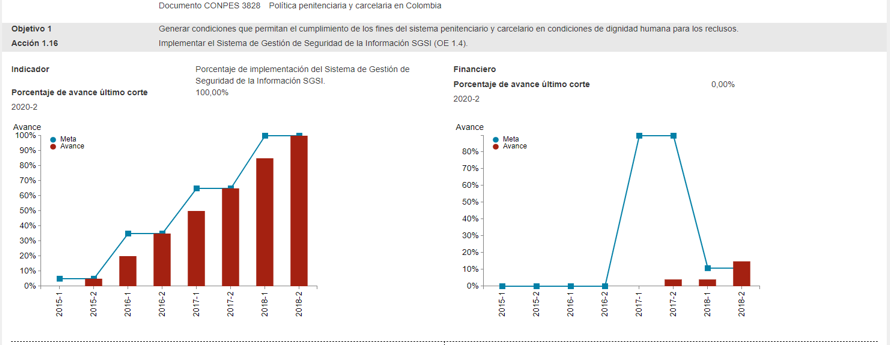 Documento CONPES 3828 Política penitenciaria y carcelaria en Colombia
Objetivo 1 Generar condiciones que permitan el cumplimiento de los fines del sistema penitenciario y carcelario en condiciones de dignidad humana para los reclusos.
Acción 1.16 Implementar el Sistema de Gestión de Seguridad de la Información SGSI (OE 1.4).
Indicador Porcentaje de implementación del Sistema de Gestión de
Seguridad de la Información SGSI.
Porcentaje de avance último corte 100,00%
2020-2
Avance
Meta
Avance
100%
90%
80%
70%
60%
50%
40%
30%
20%
10%
0%
2015-1
2015-2
2016-1
2016-2
2017-1
2017-2
2018-1
2018-2
Financiero
Porcentaje de avance último corte 0,00%
2020-2
Avance
Meta
Avance
80%
70%
60%
50%
40%
30%
20%
10%
0%
2015-1
2015-2
2016-1
2016-2
2017-1
2017-2
2018-1
2018-2